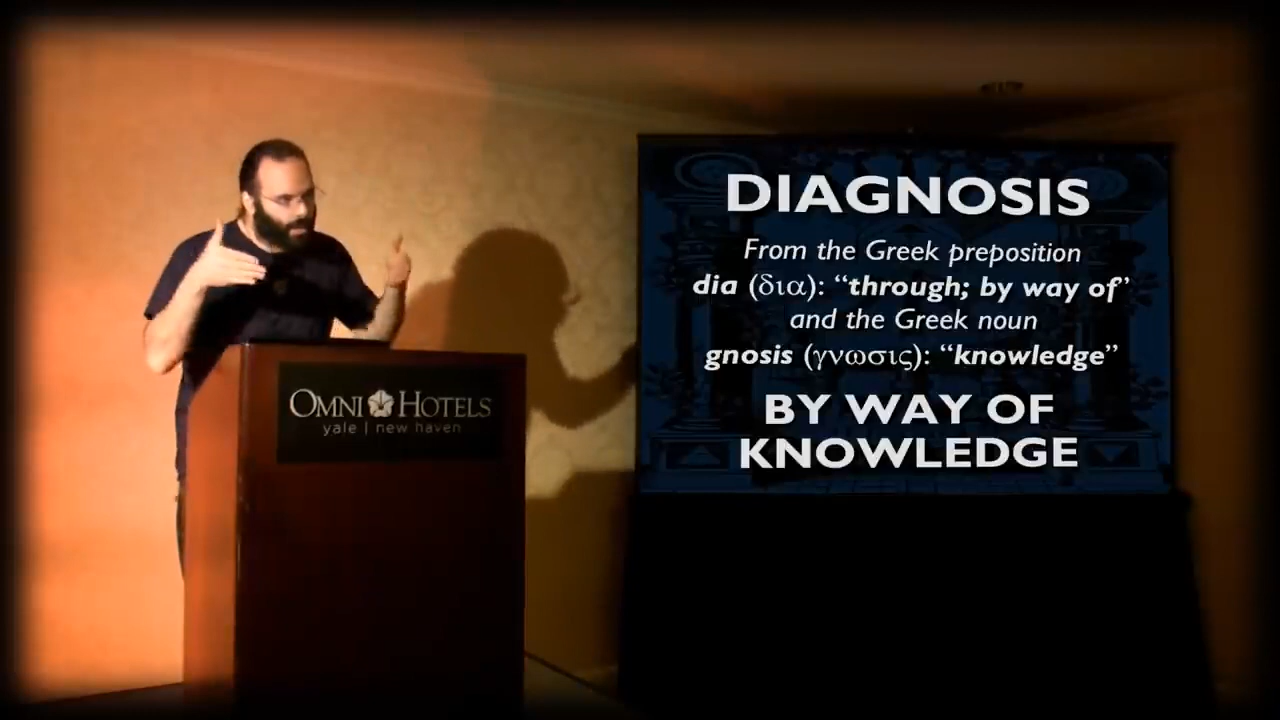 OMNI HOTELS
yale | new haven
DIAGNOSIS
From the Greek preposition
dia (δια): “through; by way of”
and the Greek noun
gnosis (γνωσις): “knowledge”
BY WAY OF
KNOWLEDGE